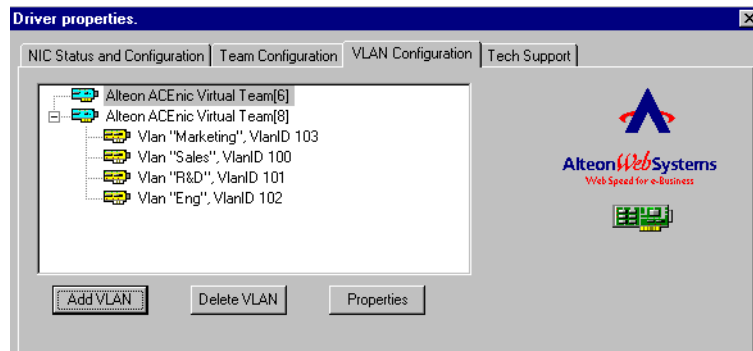 Driver properties.
NIC Status and Configuration Team Configuration VLAN Configuration Tech Support
Alteon ACEnic Virtual Team[6]
Alteon ACEnic Virtual Team[8]
Vlan "Marketing", VlanID 103
Vlan "Sales", VlanID 100
Vlan "R&D", VlanID 101
Vlan "Eng", VlanID 102
Alteon WebSystems
Web Speed for e-Business
Add VLAN Delete VLAN Properties